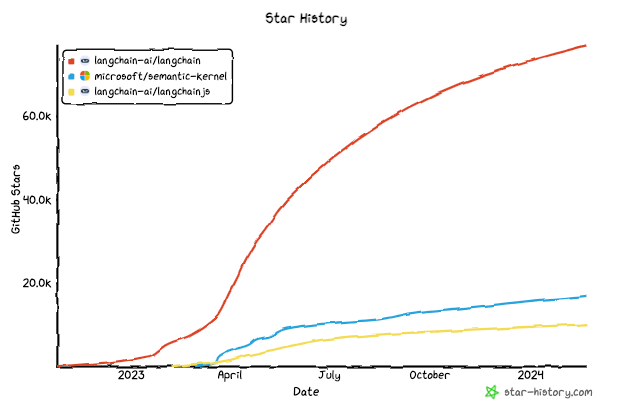 Star History
langchain-ai/langchain
microsoft/semantic-kernel
langchain-ai/langchainjs
GitHub Stars
60.0k
40.0k
20.0k
2023 April July October 2024
Date
star-history.com